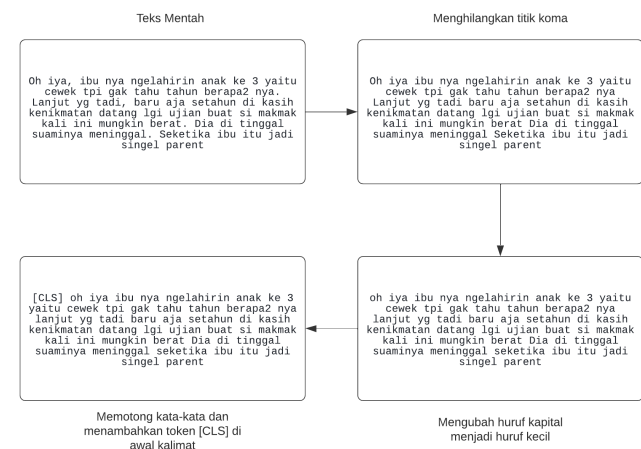 Teks Mentah
Oh iya, ibu nya ngelahirin anak ke 3 yaitu
cewek tpi gak tahu tahun berapa2 nya.
Lanjut yg tadi, baru aja setahun di kasih
kenikmatan datang lgi ujian buat si makmak
kali ini mungkin berat. Dia di tinggal
suaminya meninggal. Seketika ibu itu jadi
singel parent
Menghilangkan titik koma
Oh iya ibu nya ngelahirin anak ke 3 yaitu
cewek tpi gak tahu tahun berapa2 nya
Lanjut yg tadi baru aja setahun di kasih
kenikmatan datang lgi ujian buat si makmak
kali ini mungkin berat Dia di tinggal
suaminya meninggal Seketika ibu itu jadi
singel parent
oh iya ibu nya ngelahirin anak ke 3 yaitu
cewek tpi gak tahu tahun berapa2 nya
lanjut yg tadi baru aja setahun di kasih
kenikmatan datang lgi ujian buat si makmak
kali ini mungkin berat Dia di tinggal
suaminya meninggal seketika ibu itu jadi
singel parent
Mengubah huruf kapital
menjadi huruf kecil
[CLS] oh iya ibu nya ngelahirin anak ke 3
yaitu cewek tpi gak tahu tahun berapa2 nya
lanjut yg tadi baru aja setahun di kasih
kenikmatan datang lgi ujian buat si makmak
kali ini mungkin berat Dia di tinggal
suaminya meninggal seketika ibu itu jadi
singel parent
Memotong kata-kata dan
menambahkan token [CLS] di
awal kalimat